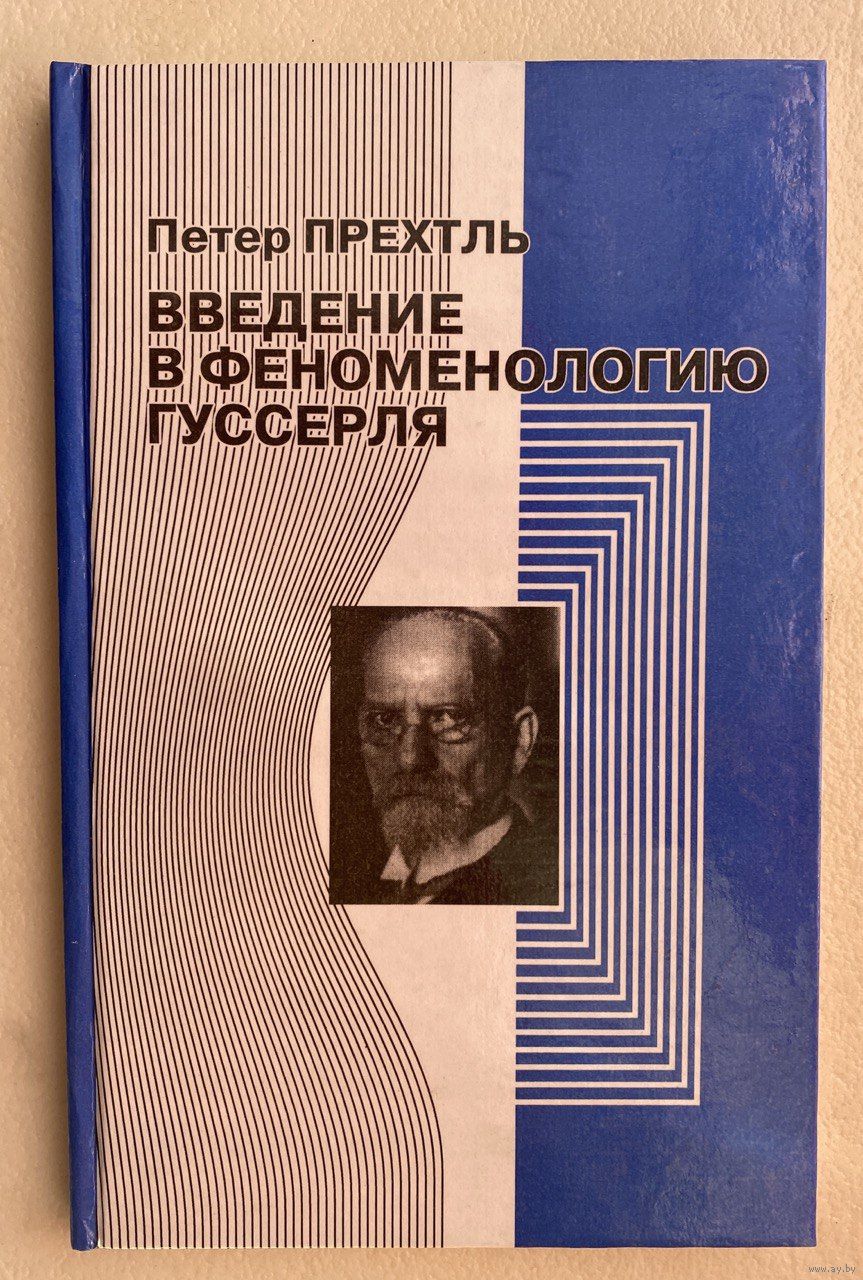 Петер ПРЕХТЛЬ
ВВЕДЕНИЕ
В ФЕНОМЕНОЛОГИЮ
ГУССЕРЛЯ
www.ay.by